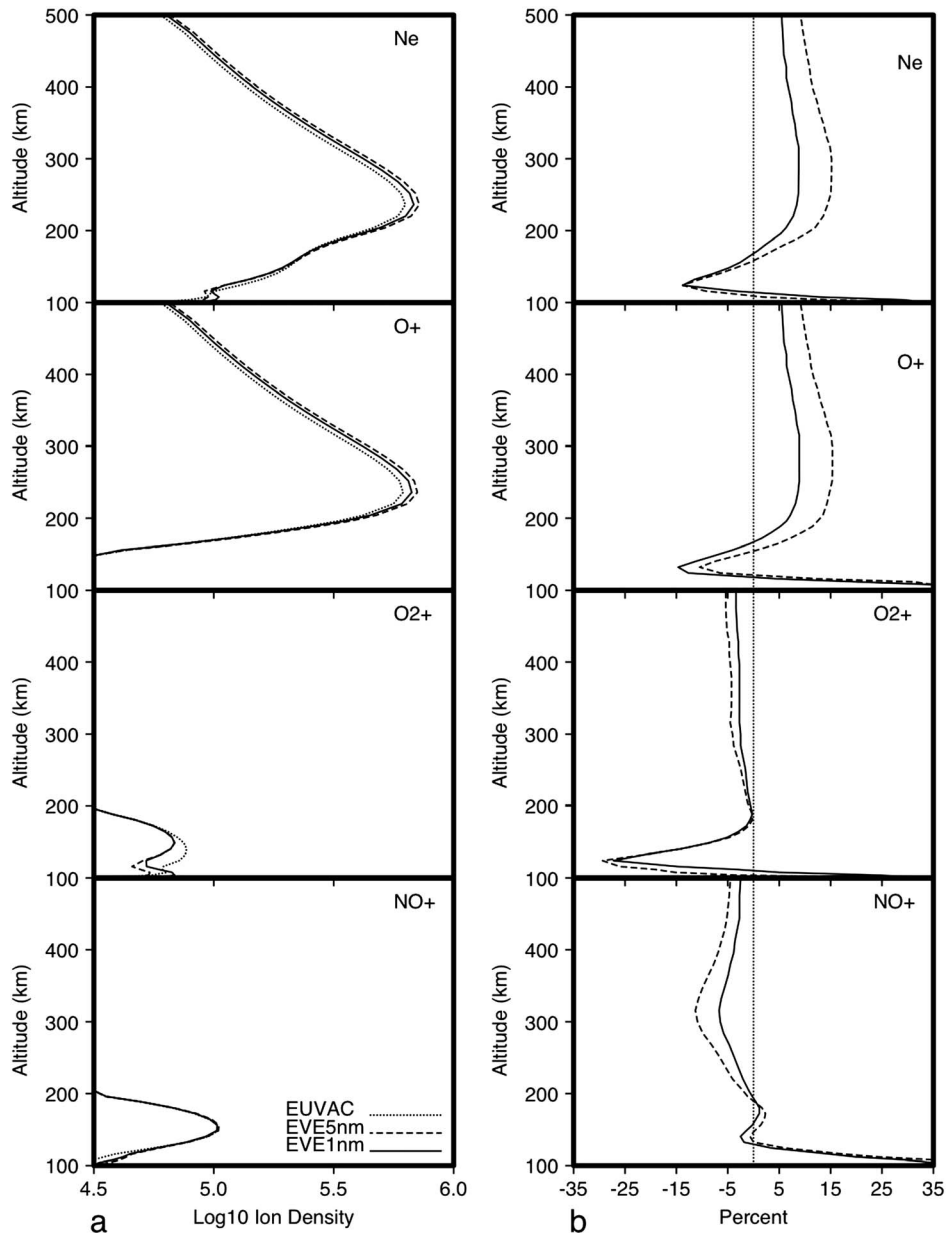 500
400
300
200
100
Altitude (km)
Ne
400
300
200
100
Altitude (km)
O+
400
300
200
100
Altitude (km)
O2+
400
300
200
100
Altitude (km)
NO+
EUVAC
EVE5nm
EVE1nm
4.5 5.0 5.5 6.0
a Log10 Ion Density
500
400
300
200
100
Altitude (km)
Ne
400
300
200
100
Altitude (km)
O+
400
300
200
100
Altitude (km)
O2+
400
300
200
100
Altitude (km)
NO+
-35 -25 -15 -5 5 15 25 35
b Percent